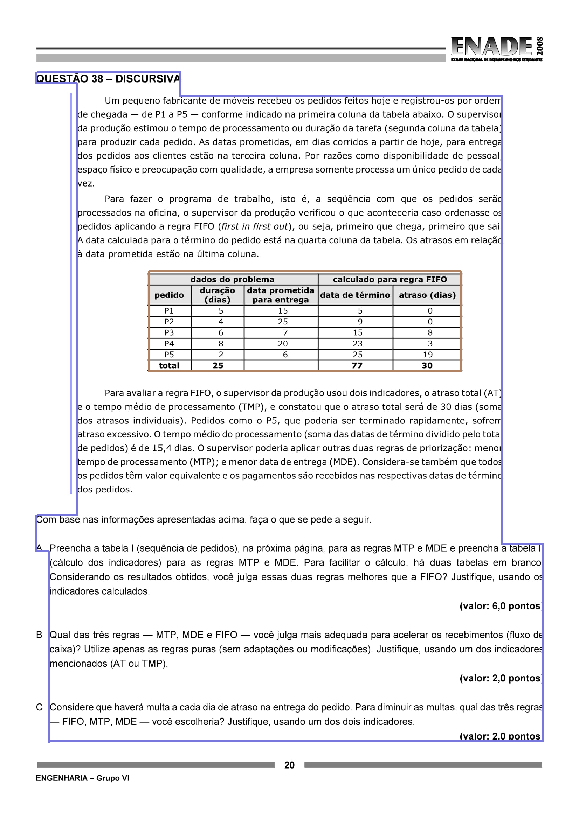 ENADE 2008
EXAME NACIONAL DE DESEMPENHO DOS ESTUDANTES
QUESTÃO 38 – DISCURSIVA
Um pequeno fabricante de móveis recebeu os pedidos feitos hoje e registrou-os por ordem
de chegada — de P1 a P5 — conforme indicado na primeira coluna da tabela abaixo. O supervisor
da produção estimou o tempo de processamento ou duração da tarefa (segunda coluna da tabela)
para produzir cada pedido. As datas prometidas, em dias corridos a partir de hoje, para entrega
dos pedidos aos clientes estão na terceira coluna. Por razões como disponibilidade de pessoal,
espaço físico e preocupação com qualidade, a empresa somente processa um único pedido de cada
vez.
Para fazer o programa de trabalho, isto é, a seqüência com que os pedidos serão
processados na oficina, o supervisor da produção verificou o que aconteceria caso ordenasse os
pedidos aplicando a regra FIFO (first in first out), ou seja, primeiro que chega, primeiro que sai.
A data calculada para o término do pedido está na quarta coluna da tabela. Os atrasos em relação
à data prometida estão na última coluna.
dados do problema calculado para regra FIFO
pedido duração (dias) data prometida para entrega data de término atraso (dias)
P1 5 15 5 0
P2 4 25 9 0
P3 6 7 15 8
P4 8 20 23 3
P5 2 6 25 19
total 25 77 30
Para avaliar a regra FIFO, o supervisor da produção usou dois indicadores, o atraso total (AT)
e o tempo médio de processamento (TMP), e constatou que o atraso total será de 30 dias (soma
dos atrasos individuais). Pedidos como o P5, que poderia ser terminado rapidamente, sofrem
atraso excessivo. O tempo médio do processamento (soma das datas de término dividido pelo total
de pedidos) é de 15,4 dias. O supervisor poderia aplicar outras duas regras de priorização: menor
tempo de processamento (MTP); e menor data de entrega (MDE). Considera-se também que todos
os pedidos têm valor equivalente e os pagamentos são recebidos nas respectivas datas de término
dos pedidos.
Com base nas informações apresentadas acima, faça o que se pede a seguir.
A Preencha a tabela I (sequência de pedidos), na próxima página, para as regras MTP e MDE e preencha a tabela II
(cálculo dos indicadores) para as regras MTP e MDE. Para facilitar o cálculo, há duas tabelas em branco.
Considerando os resultados obtidos, você julga essas duas regras melhores que a FIFO? Justifique, usando os
indicadores calculados.
(valor: 6,0 pontos)
B Qual das três regras — MTP, MDE e FIFO — você julga mais adequada para acelerar os recebimentos (fluxo de
caixa)? Utilize apenas as regras puras (sem adaptações ou modificações). Justifique, usando um dos indicadores
mencionados (AT ou TMP).
(valor: 2,0 pontos)
C Considere que haverá multa a cada dia de atraso na entrega do pedido. Para diminuir as multas, qual das três regras
— FIFO, MTP, MDE — você escolheria? Justifique, usando um dos dois indicadores.
(valor: 2,0 pontos)
20
ENGENHARIA – Grupo VI